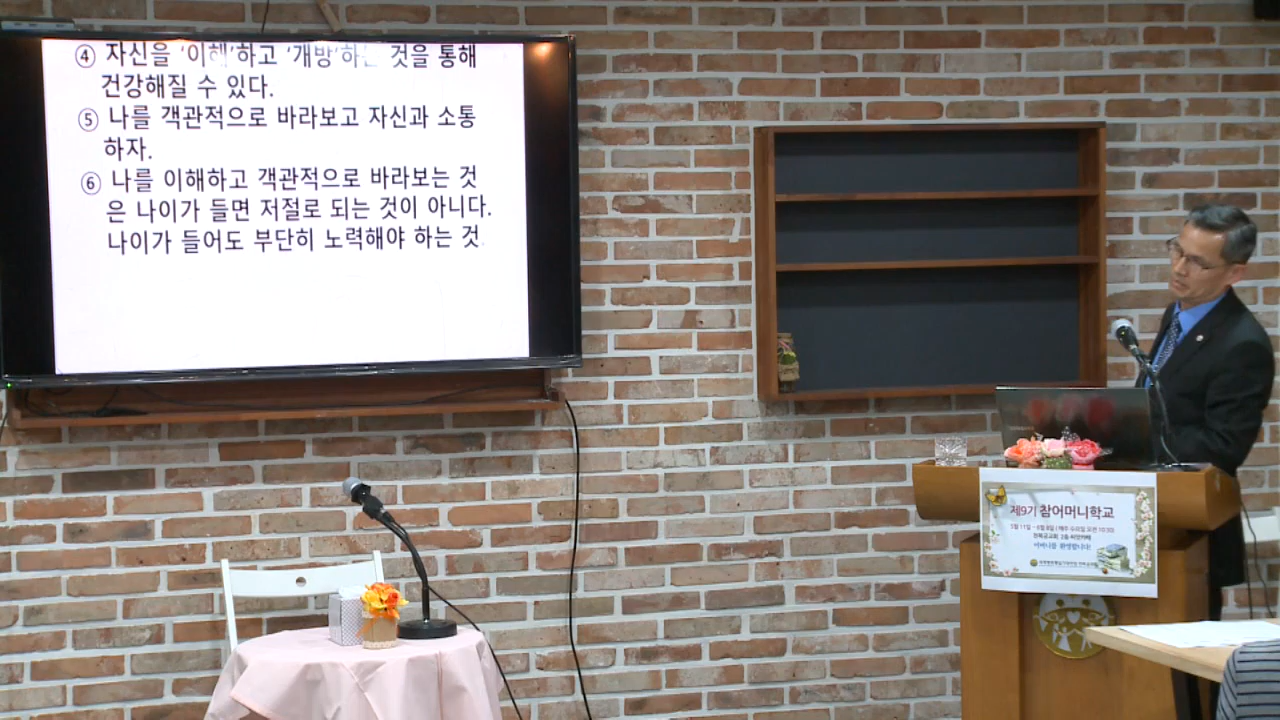 ④ 자신을 '이해'하고 '개방'하는 것을 통해
건강해질 수 있다.
⑤ 나를 객관적으로 바라보고 자신과 소통
하자.
⑥ 나를 이해하고 객관적으로 바라보는 것
은 나이가 들면 저절로 되는 것이 아니다.
나이가 들어도 부단히 노력해야 하는 것.
제9기 참어머니학교
어머니를 환영합니다!